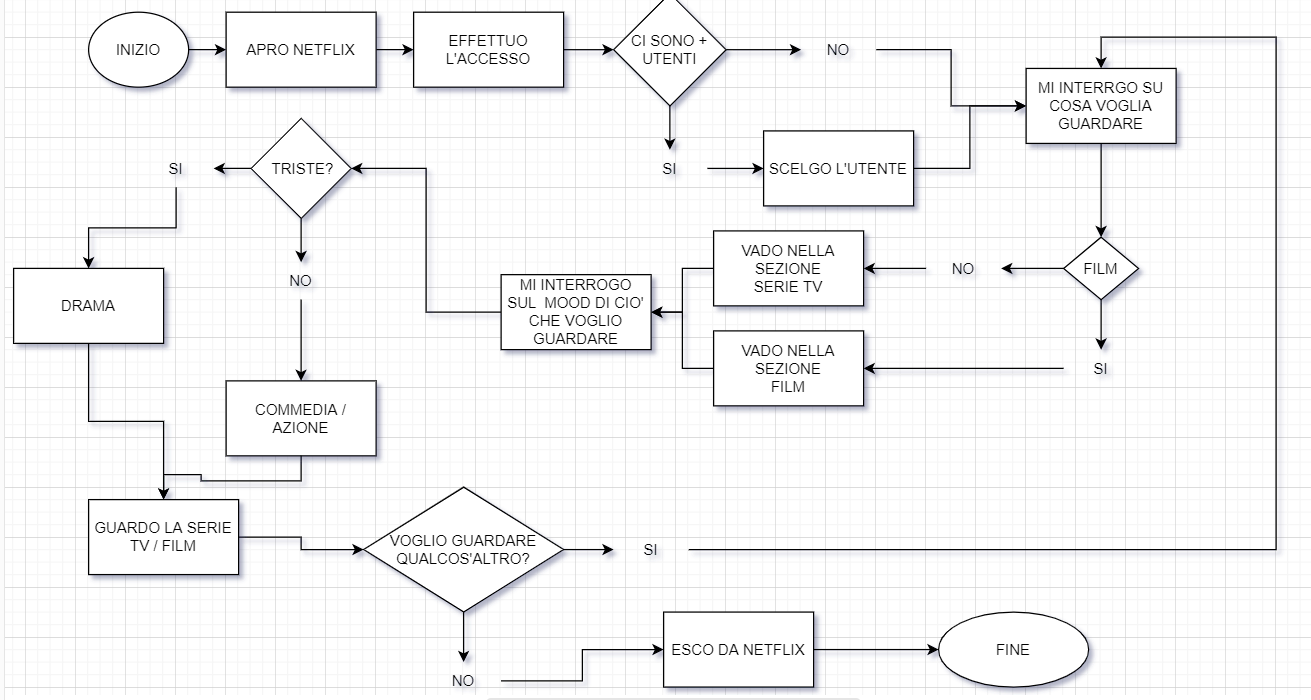 INIZIO
APRO NETFLIX
EFFETTUO
L'ACCESSO
CI SONO +
UTENTI
NO
MI INTERRGO SU
COSA VOGLIA
GUARDARE
SI
SCELGO L'UTENTE
FILM
NO
VADO NELLA
SEZIONE
SERIE TV
SI
VADO NELLA
SEZIONE
FILM
MI INTERROGO
SUL MOOD DI CIO'
CHE VOGLIO
GUARDARE
TRISTE?
SI
DRAMA
NO
COMMEDIA /
AZIONE
GUARDO LA SERIE
TV / FILM
VOGLIO GUARDARE
QUALCOS'ALTRO?
SI
NO
ESCO DA NETFLIX
FINE